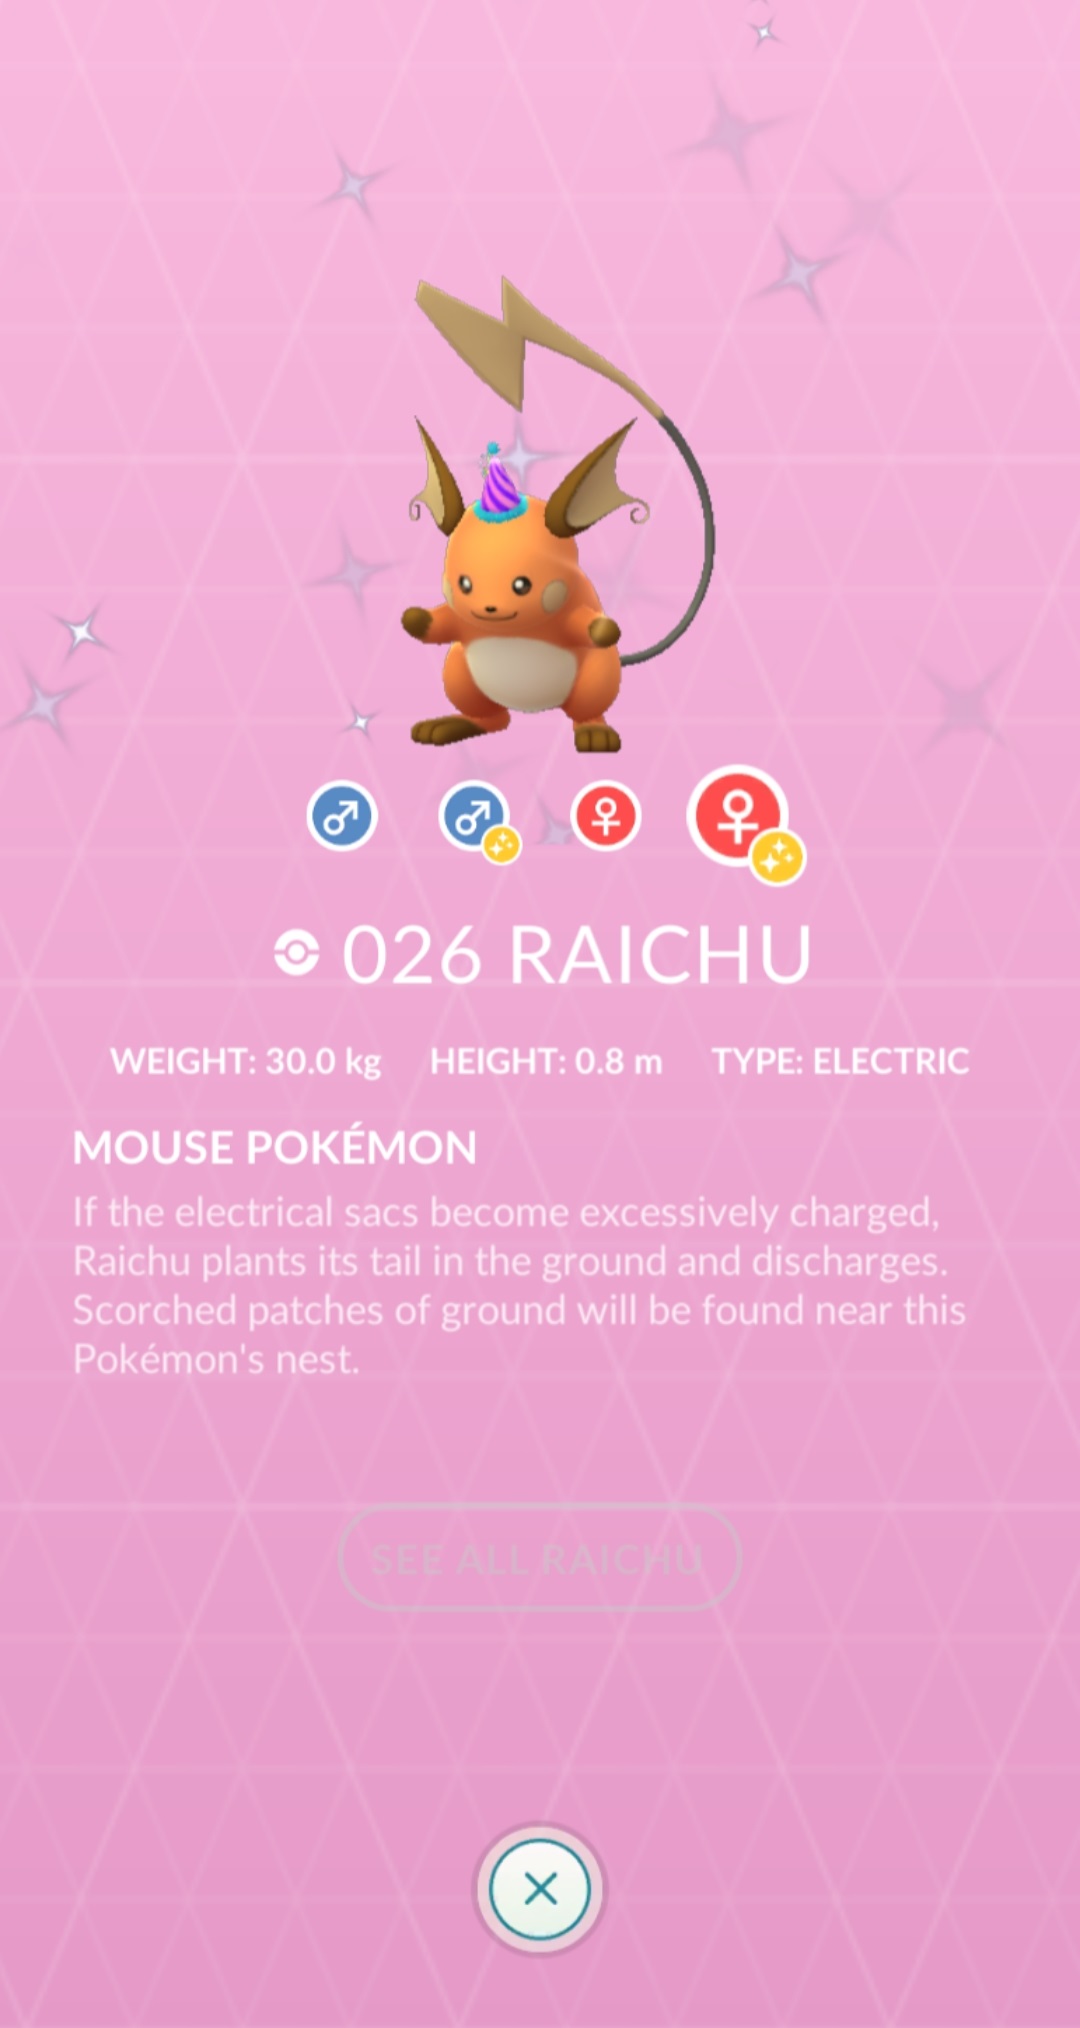 026 RAICHU
WEIGHT: 30.0 kg HEIGHT: 0.8 m TYPE: ELECTRIC
MOUSE POKÉMON
If the electrical sacs become excessively charged,
Raichu plants its tail in the ground and discharges.
Scorched patches of ground will be found near this
Pokémon's nest.
SEE ALL RAICHU